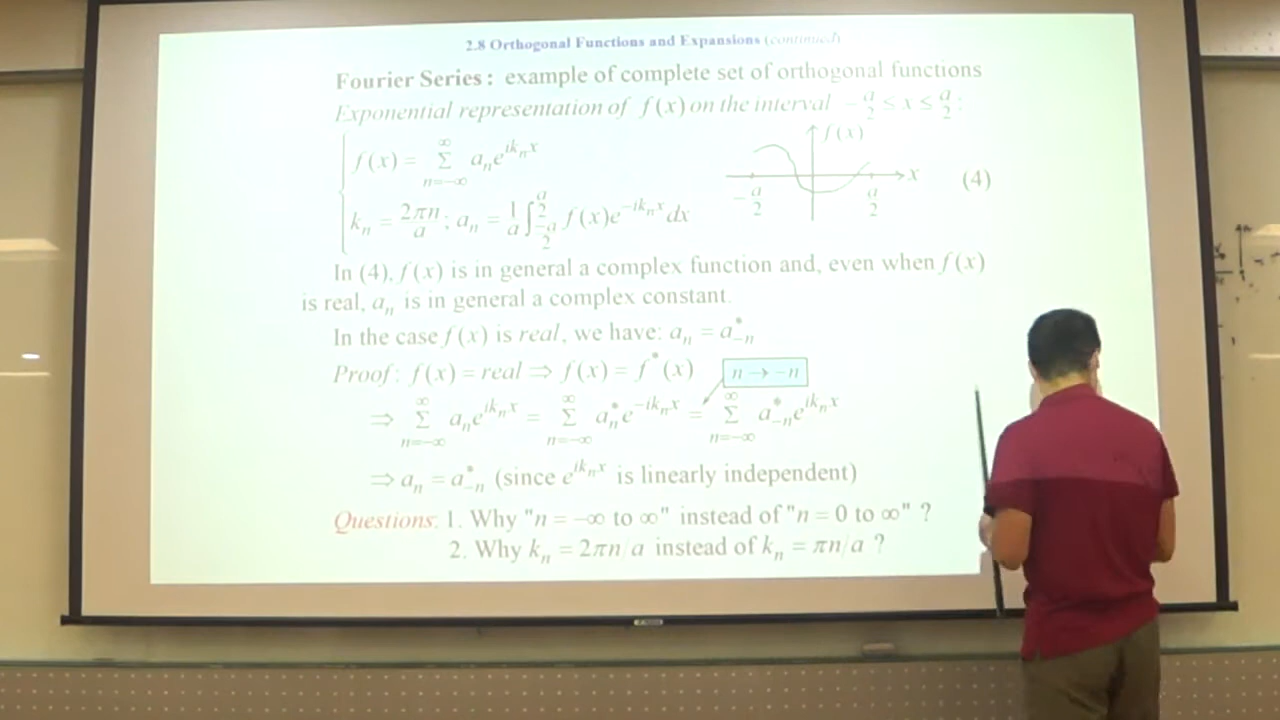 2.8 Orthogonal Functions and Expansions (continued)
Fourier Series : example of complete set of orthogonal functions
Exponential representation of f(x) on the interval −a/2 ≤ x ≤ a/2 :
f(x) = ∑_{n=−∞}^{∞} a_n e^{ik_n x}
f(x)
x
−a/2
a/2
(4)
k_n = 2πn/a ; a_n = 1/a ∫_{−a/2}^{a/2} f(x)e^{−ik_n x}dx
In (4), f(x) is in general a complex function and, even when f(x)
is real, a_n is in general a complex constant.
In the case f(x) is real, we have: a_n = a*_{−n}
Proof: f(x) = real ⇒ f(x) = f*(x)
n → −n
⇒ ∑_{n=−∞}^{∞} a_n e^{ik_n x} = ∑_{n=−∞}^{∞} a*_n e^{−ik_n x} = ∑_{n=−∞}^{∞} a*_{−n} e^{ik_n x}
⇒ a_n = a*_{−n} (since e^{ik_n x} is linearly independent)
Questions: 1. Why "n = −∞ to ∞" instead of "n = 0 to ∞" ?
2. Why k_n = 2πn/a instead of k_n = πn/a ?